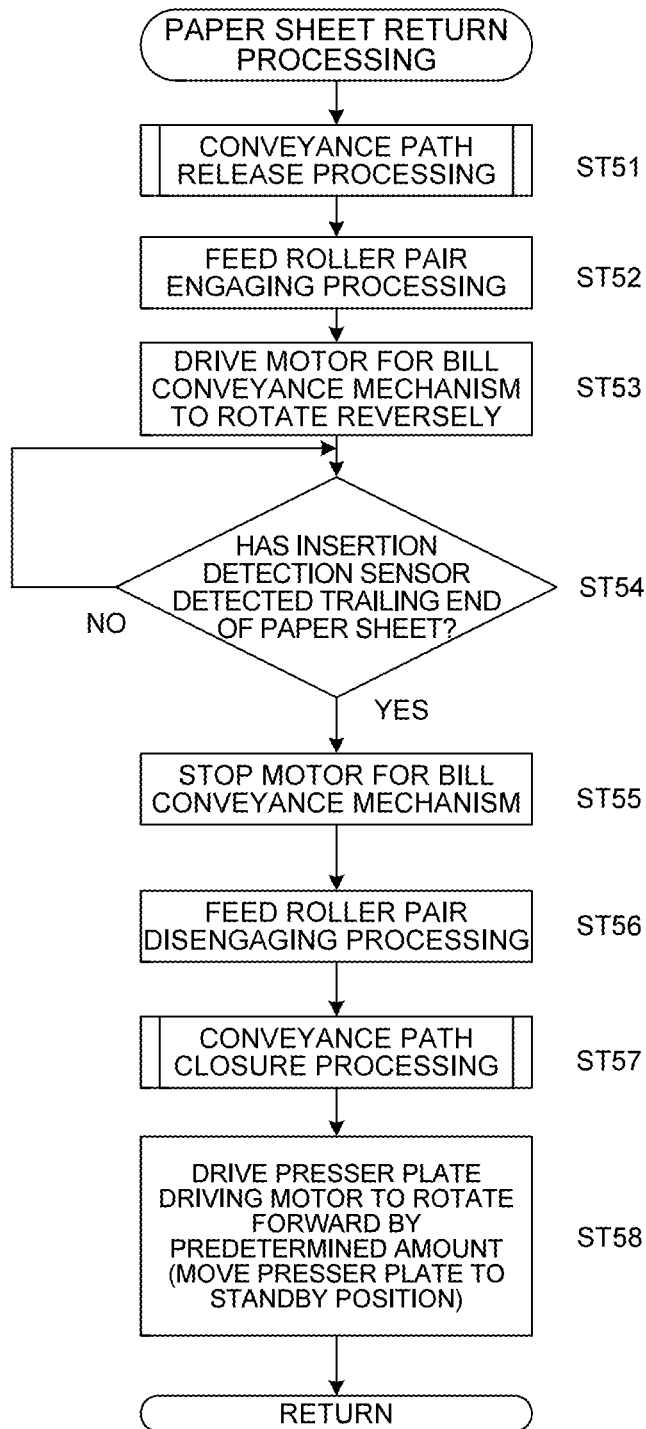 PAPER SHEET RETURN
PROCESSING
CONVEYANCE PATH
RELEASE PROCESSING
ST51
FEED ROLLER PAIR
ENGAGING PROCESSING
ST52
DRIVE MOTOR FOR BILL
CONVEYANCE MECHANISM
TO ROTATE REVERSELY
ST53
HAS INSERTION
DETECTION SENSOR
DETECTED TRAILING END
OF PAPER SHEET?
ST54
NO
YES
STOP MOTOR FOR BILL
CONVEYANCE MECHANISM
ST55
FEED ROLLER PAIR
DISENGAGING PROCESSING
ST56
CONVEYANCE PATH
CLOSURE PROCESSING
ST57
DRIVE PRESSER PLATE
DRIVING MOTOR TO ROTATE
FORWARD BY
PREDETERMINED AMOUNT
(MOVE PRESSER PLATE TO
STANDBY POSITION)
ST58
RETURN